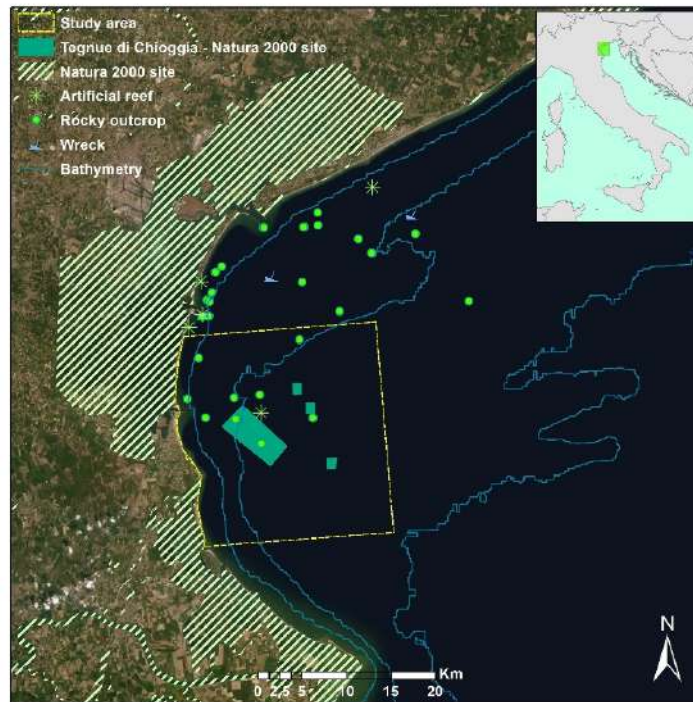 Study area
Tegnùe di Chioggia - Natura 2000 site
Natura 2000 site
Artificial reef
Rocky outcrop
Wreck
Bathymetry
N
Km
0 2,5 5 10 15 20